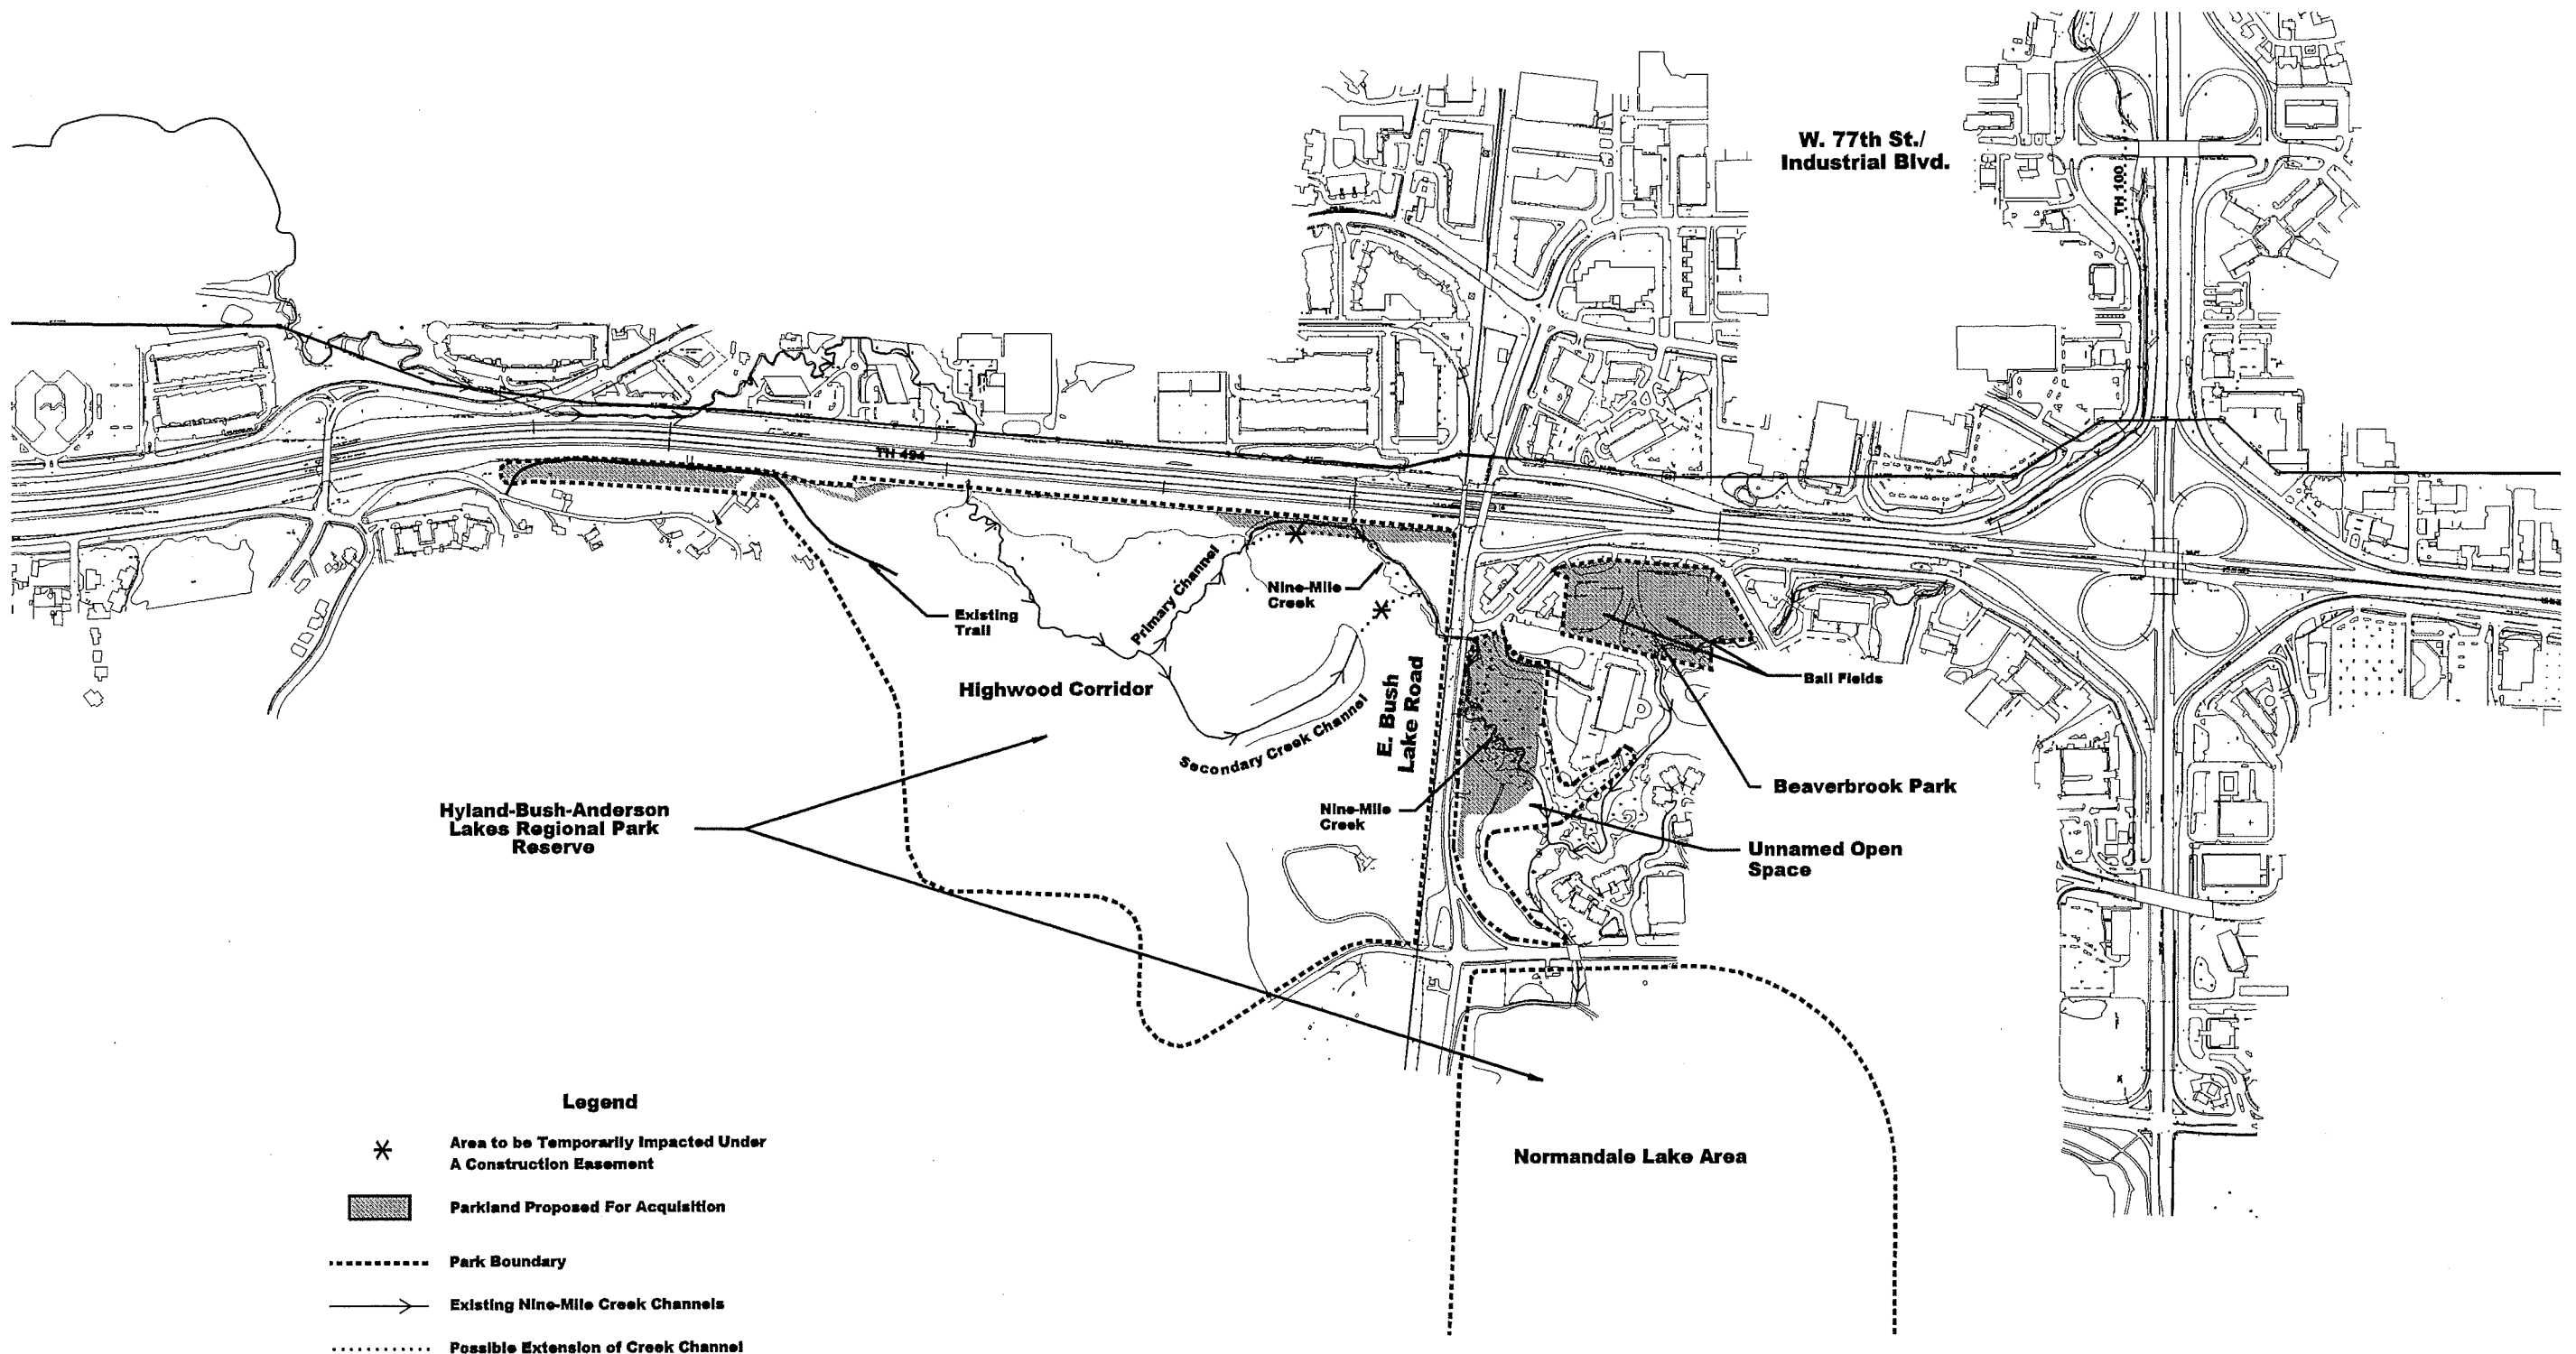 W. 77th St./
Industrial Blvd.
TH 100
TH 494
Existing
Trail
Primary Channel
Nine-Mile
Creek
Highwood Corridor
Secondary Creek Channel
E. Bush
Lake Road
Ball Fields
Beaverbrook Park
Hyland-Bush-Anderson
Lakes Regional Park
Reserve
Nine-Mile
Creek
Unnamed Open
Space
Normandale Lake Area
Legend
Area to be Temporarily Impacted Under
A Construction Easement
Parkland Proposed For Acquisition
Park Boundary
Existing Nine-Mile Creek Channels
Possible Extension of Creek Channel